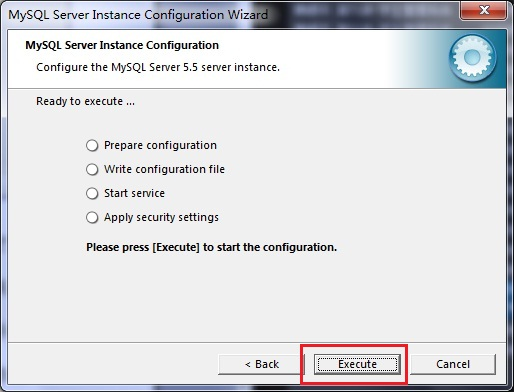 MySQL Server Instance Configuration Wizard
MySQL Server Instance Configuration
Configure the MySQL Server 5.5 server instance.
Ready to execute ...
Prepare configuration
Write configuration file
Start service
Apply security settings
Please press [Execute] to start the configuration.
< Back
Execute
Cancel